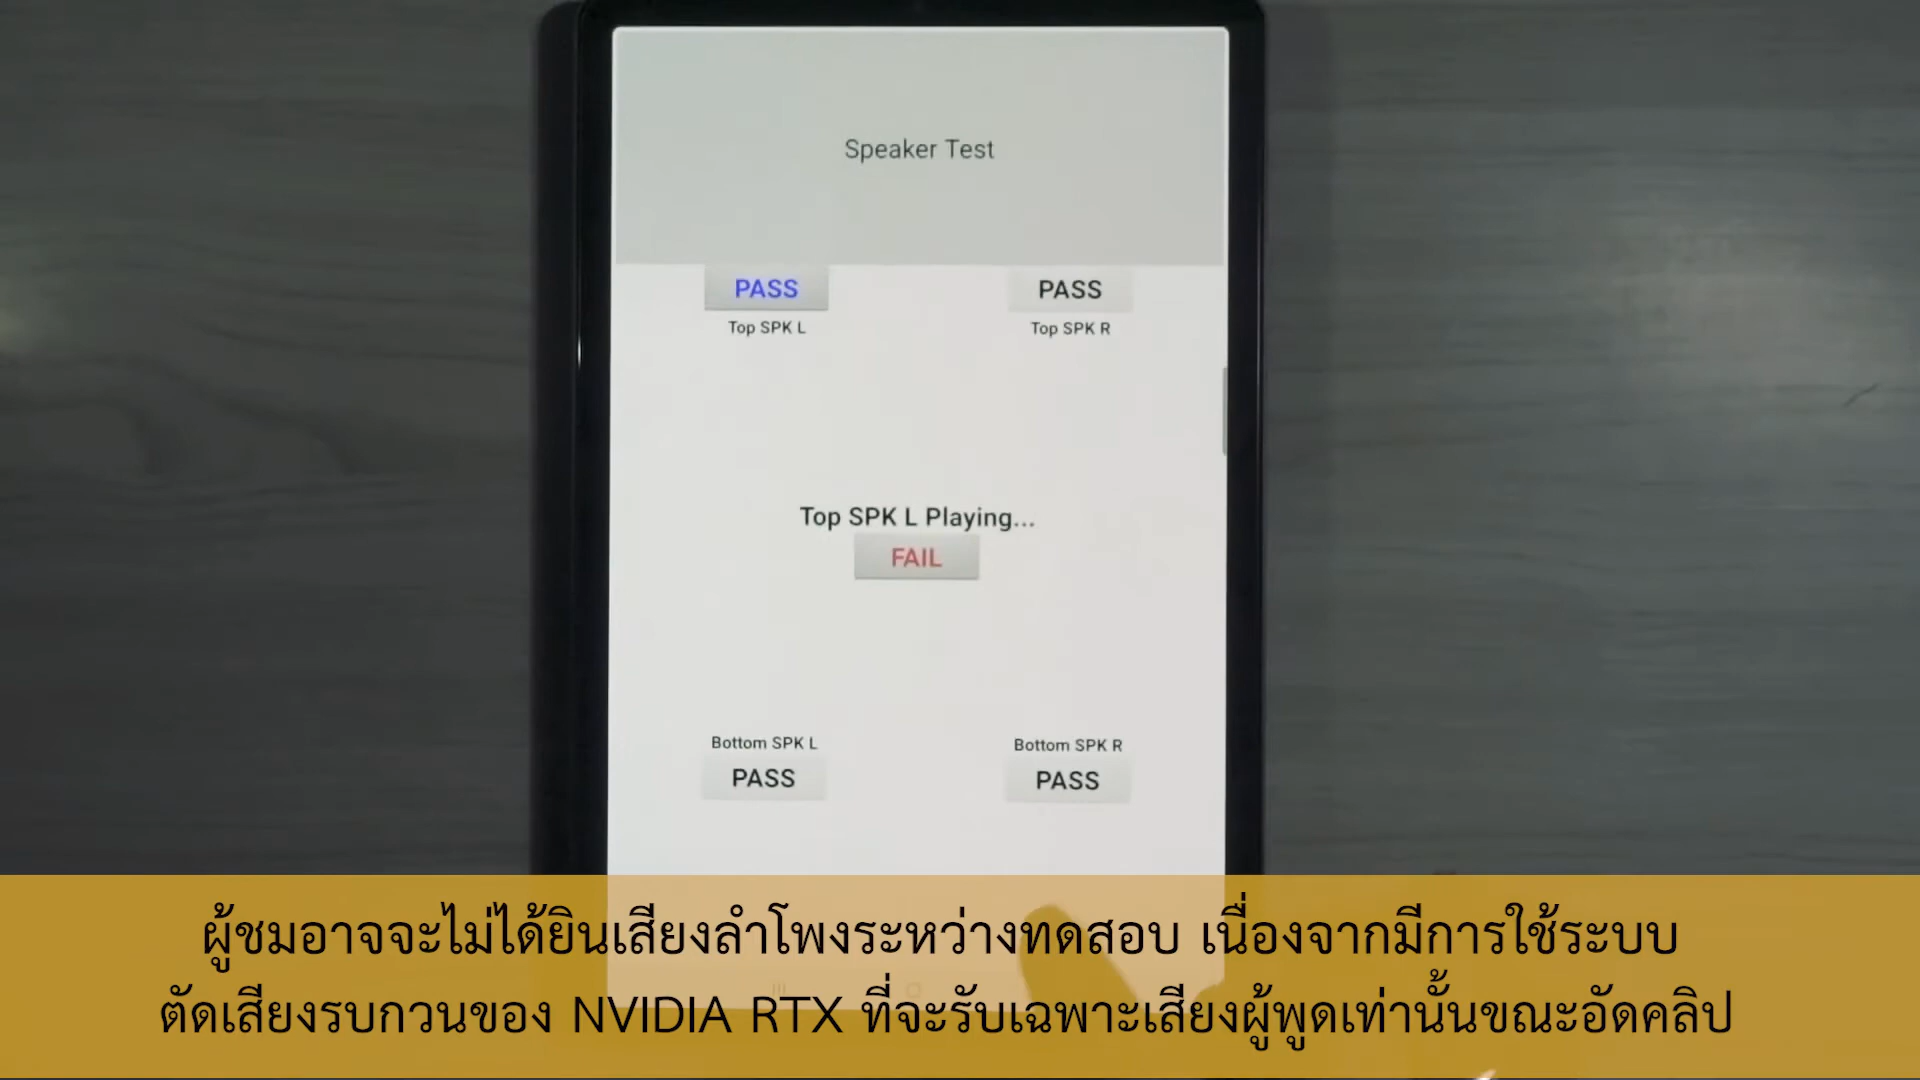 Speaker Test
PASS PASS
Top SPK L Top SPK R
Top SPK L Playing...
FAIL
Bottom SPK L Bottom SPK R
PASS PASS
ผู้ชมอาจจะไม่ได้ยินเสียงลำโพงระหว่างทดสอบ เนื่องจากมีการใช้ระบบ
ตัดเสียงรบกวนของ NVIDIA RTX ที่จะรับเฉพาะเสียงผู้พูดเท่านั้นขณะอัดคลิป